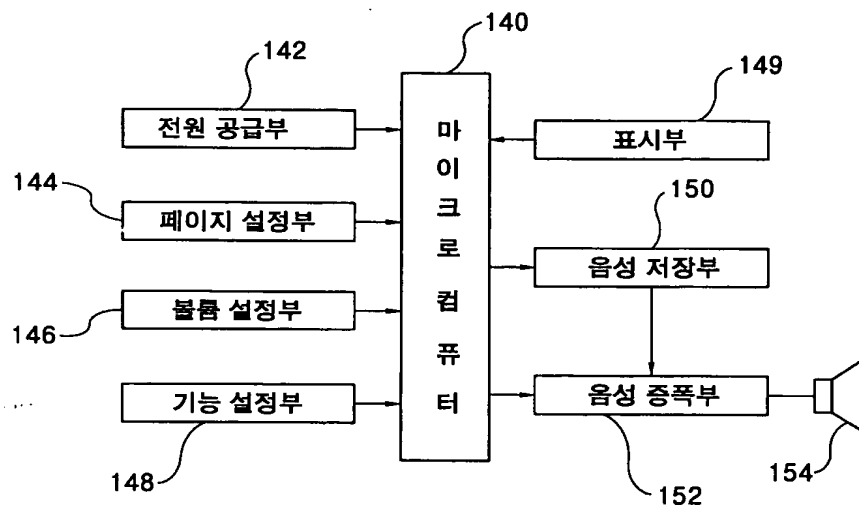 142
140
149
전원 공급부
마이크로컴퓨터
표시부
144
페이지 설정부
150
음성 저장부
146
볼륨 설정부
기능 설정부
음성 증폭부
148
152
154